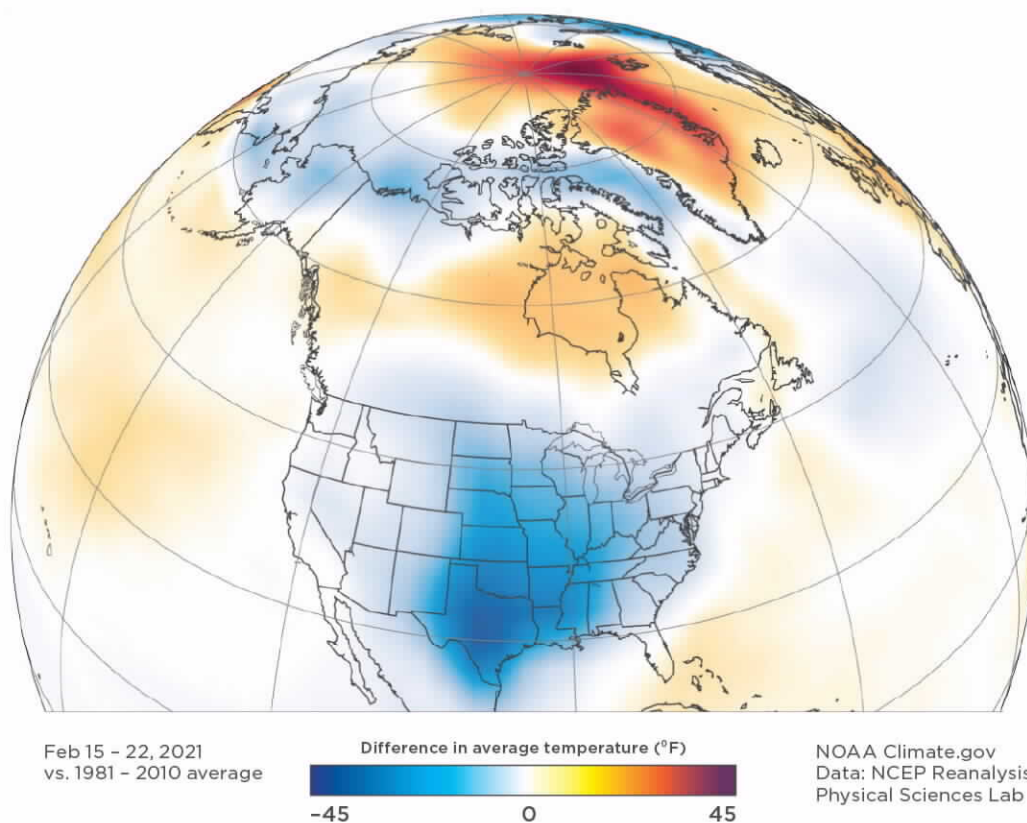 Feb 15 – 22, 2021
vs. 1981 – 2010 average
Difference in average temperature (°F)
–45
0
45
NOAA Climate.gov
Data: NCEP Reanalysis
Physical Sciences Lab